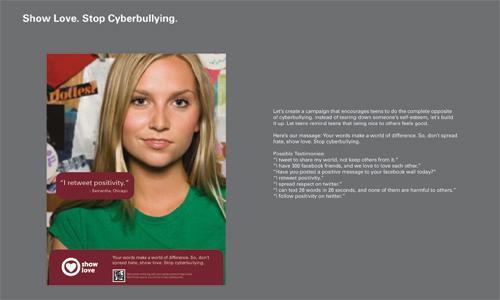 Show Love. Stop Cyberbullying.
Hottest
"I retweet positivity."
- Samantha, Chicago
show
love
Your words make a world of difference. So, don't
spread hate, show love. Stop cyberbullying.
Let's create a campaign that encourages teens to do the complete opposite
of cyberbullying. Instead of tearing down someone's self-esteem, let's build
it up. Let teens remind teens that being nice to others feels good.
Here's our message: Your words make a world of difference. So, don't spread
hate, show love. Stop cyberbullying.
Possible Testimonies:
"I tweet to share my world, not keep others from it."
"I have 300 facebook friends, and we love to love each other."
"Have you posted a positive message to your facebook wall today?"
"I retweet positivity."
"I spread respect on twitter."
"I can text 26 words in 26 seconds, and none of them are harmful to others."
"I follow positivity on twitter."